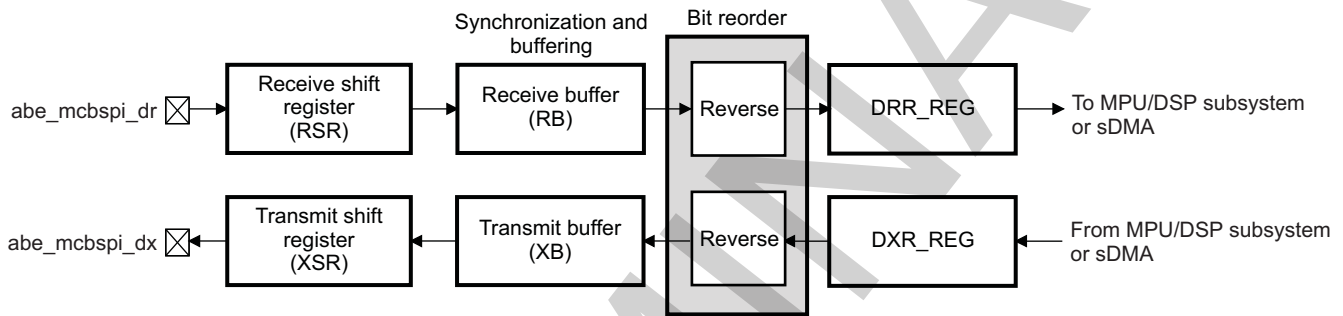 Synchronization and
buffering
Bit reorder
abe_mcbspi_dr
Receive shift
register
(RSR)
Receive buffer
(RB)
Reverse
DRR_REG
To MPU/DSP subsystem
or sDMA
abe_mcbspi_dx
Transmit shift
register
(XSR)
Transmit buffer
(XB)
Reverse
DXR_REG
From MPU/DSP subsystem
or sDMA
MINA